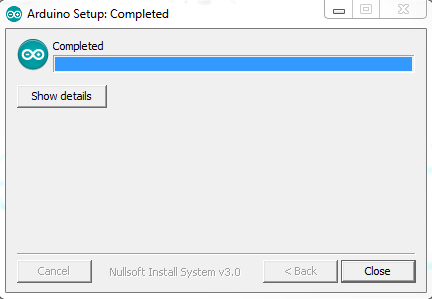 Arduino Setup: Completed
Completed
Show details
Cancel
Nullsoft Install System v3.0
< Back
Close